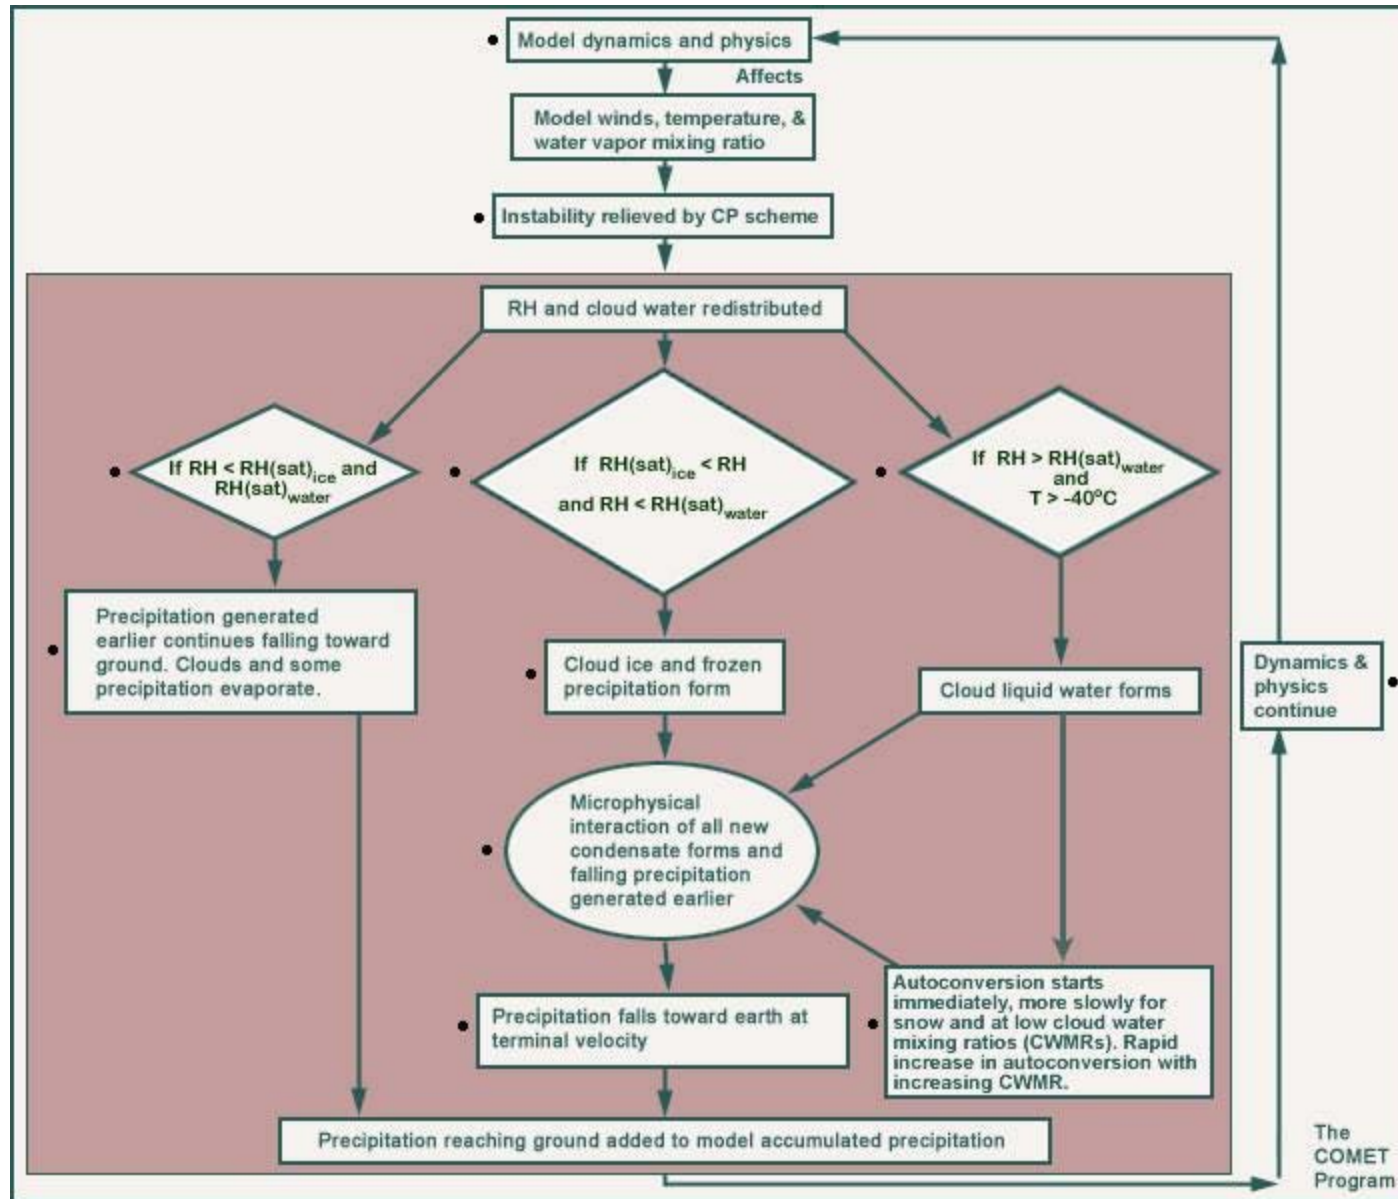 Model dynamics and physics
Affects
Model winds, temperature, &
water vapor mixing ratio
Instability relieved by CP scheme
RH and cloud water redistributed
If RH < RH(sat)ice and
RH(sat)water
If RH(sat)ice < RH
and RH < RH(sat)water
If RH > RH(sat)water
and
T > -40°C
Precipitation generated
earlier continues falling toward
ground. Clouds and some
precipitation evaporate.
Cloud ice and frozen
precipitation form
Cloud liquid water forms
Dynamics &
physics
continue
Microphysical
interaction of all new
condensate forms and
falling precipitation
generated earlier
Precipitation falls toward earth at
terminal velocity
Autoconversion starts
immediately, more slowly for
snow and at low cloud water
mixing ratios (CWMRs). Rapid
increase in autoconversion with
increasing CWMR.
Precipitation reaching ground added to model accumulated precipitation
The
COMET
Program